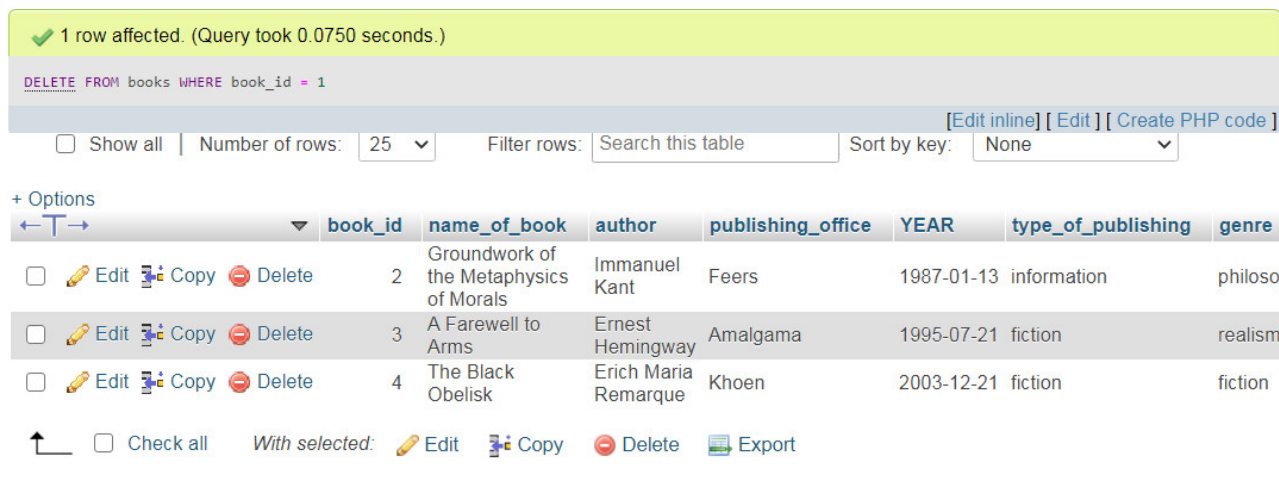 1 row affected. (Query took 0.0750 seconds.)
DELETE FROM books WHERE book_id = 1
[Edit inline] [ Edit ] [ Create PHP code ]
Show all | Number of rows: 25 Filter rows: Search this table Sort by key: None
+ Options
book_id name_of_book author publishing_office YEAR type_of_publishing genre
Edit Copy Delete 2 Groundwork of the Metaphysics of Morals Immanuel Kant Feers 1987-01-13 information philoso
Edit Copy Delete 3 A Farewell to Arms Ernest Hemingway Amalgama 1995-07-21 fiction realism
Edit Copy Delete 4 The Black Obelisk Erich Maria Remarque Khoen 2003-12-21 fiction fiction
Check all With selected: Edit Copy Delete Export